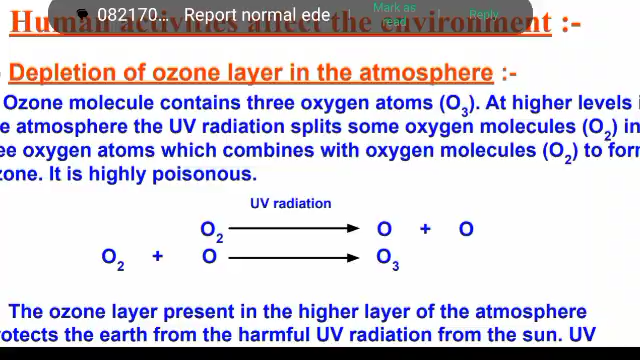 082170... Report normal ede Mark as read Reply
Human activities affect the environment :-
Depletion of ozone layer in the atmosphere :-
Ozone molecule contains three oxygen atoms (O₃). At higher levels i
e atmosphere the UV radiation splits some oxygen molecules (O₂) in
ee oxygen atoms which combines with oxygen molecules (O₂) to form
zone. It is highly poisonous.
UV radiation
O₂ O + O
O₂ + O O₃
The ozone layer present in the higher layer of the atmosphere
rotects the earth from the harmful UV radiation from the sun. UV